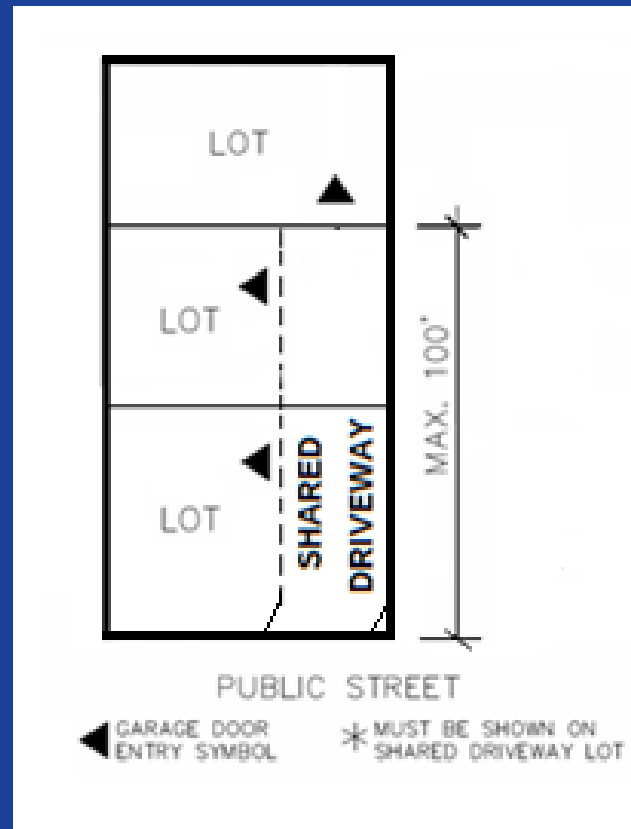 LOT
LOT
MAX. 100'
SHARED
DRIVEWAY
LOT
PUBLIC STREET
GARAGE DOOR
ENTRY SYMBOL
* MUST BE SHOWN ON
SHARED DRIVEWAY LOT